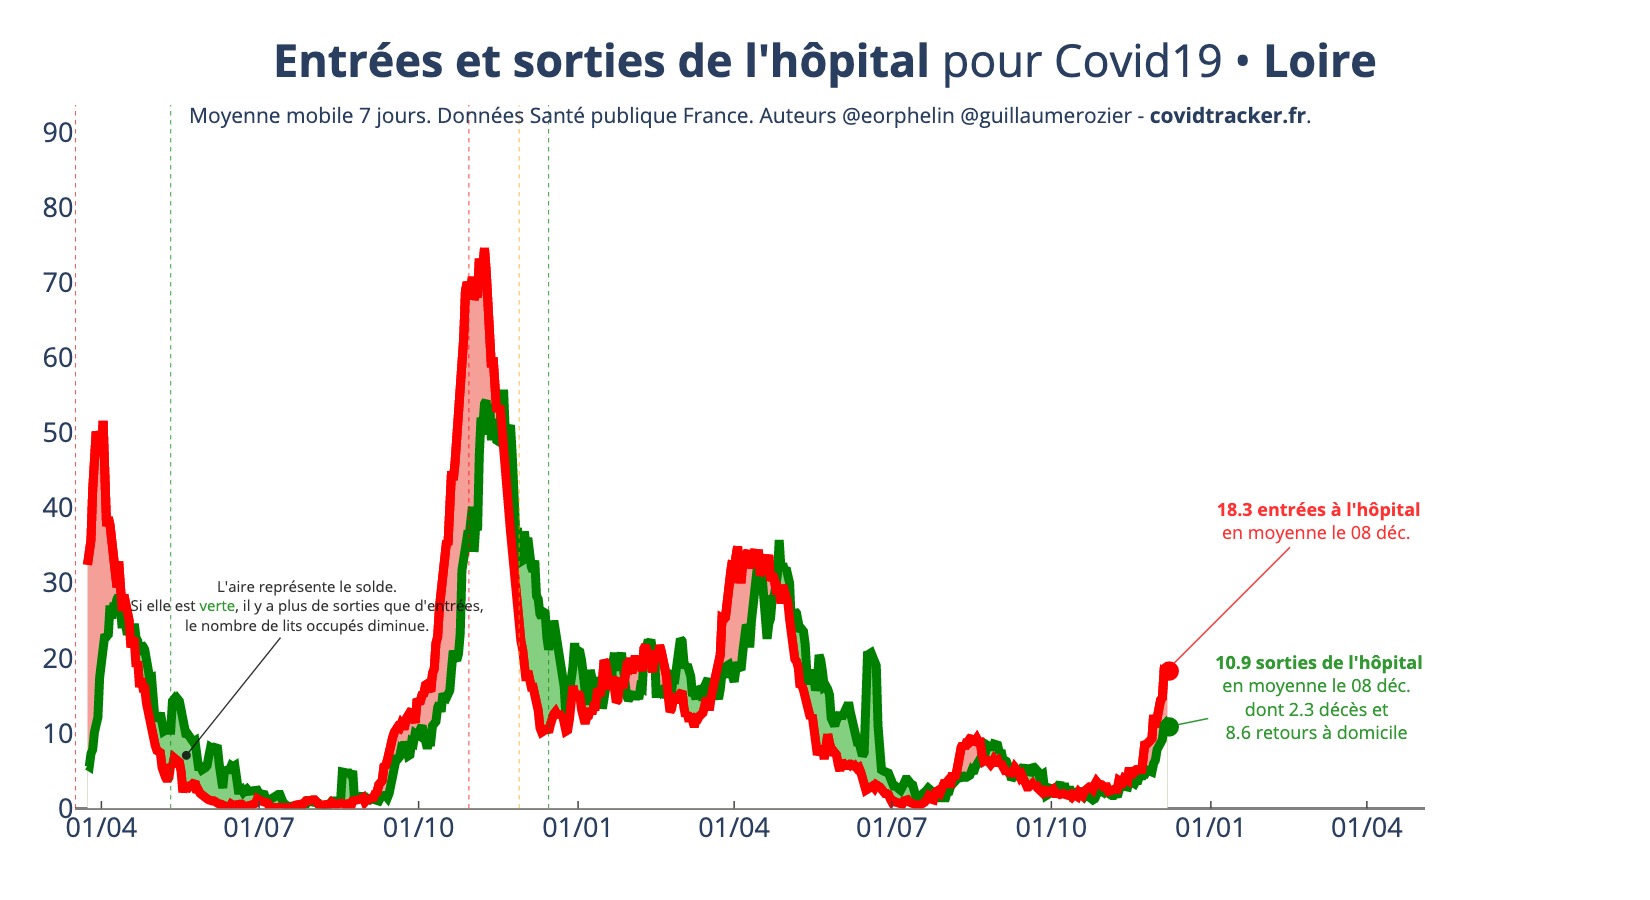 Entrées et sorties de l'hôpital pour Covid19 • Loire
Moyenne mobile 7 jours. Données Santé publique France. Auteurs @eorphelin @guillaumerozier - covidtracker.fr.
90
80
70
60
50
40
30
20
10
0
L'aire représente le solde.
Si elle est verte, il y a plus de sorties que d'entrées,
le nombre de lits occupés diminue.
18.3 entrées à l'hôpital
en moyenne le 08 déc.
10.9 sorties de l'hôpital
en moyenne le 08 déc.
dont 2.3 décès et
8.6 retours à domicile
01/04 01/07 01/10 01/01 01/04 01/07 01/10 01/01 01/04